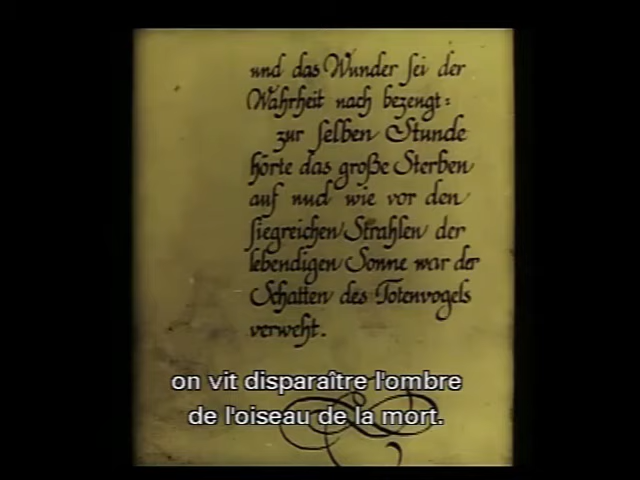 und das Wunder sei der
Wahrheit nach bezeugt:
zur selben Stunde
hörte das große Sterben
auf und wie vor den
siegreichen Strahlen der
lebendigen Sonne war der
Schatten des Totenvogels
verweht.
on vit disparaître l'ombre
de l'oiseau de la mort.